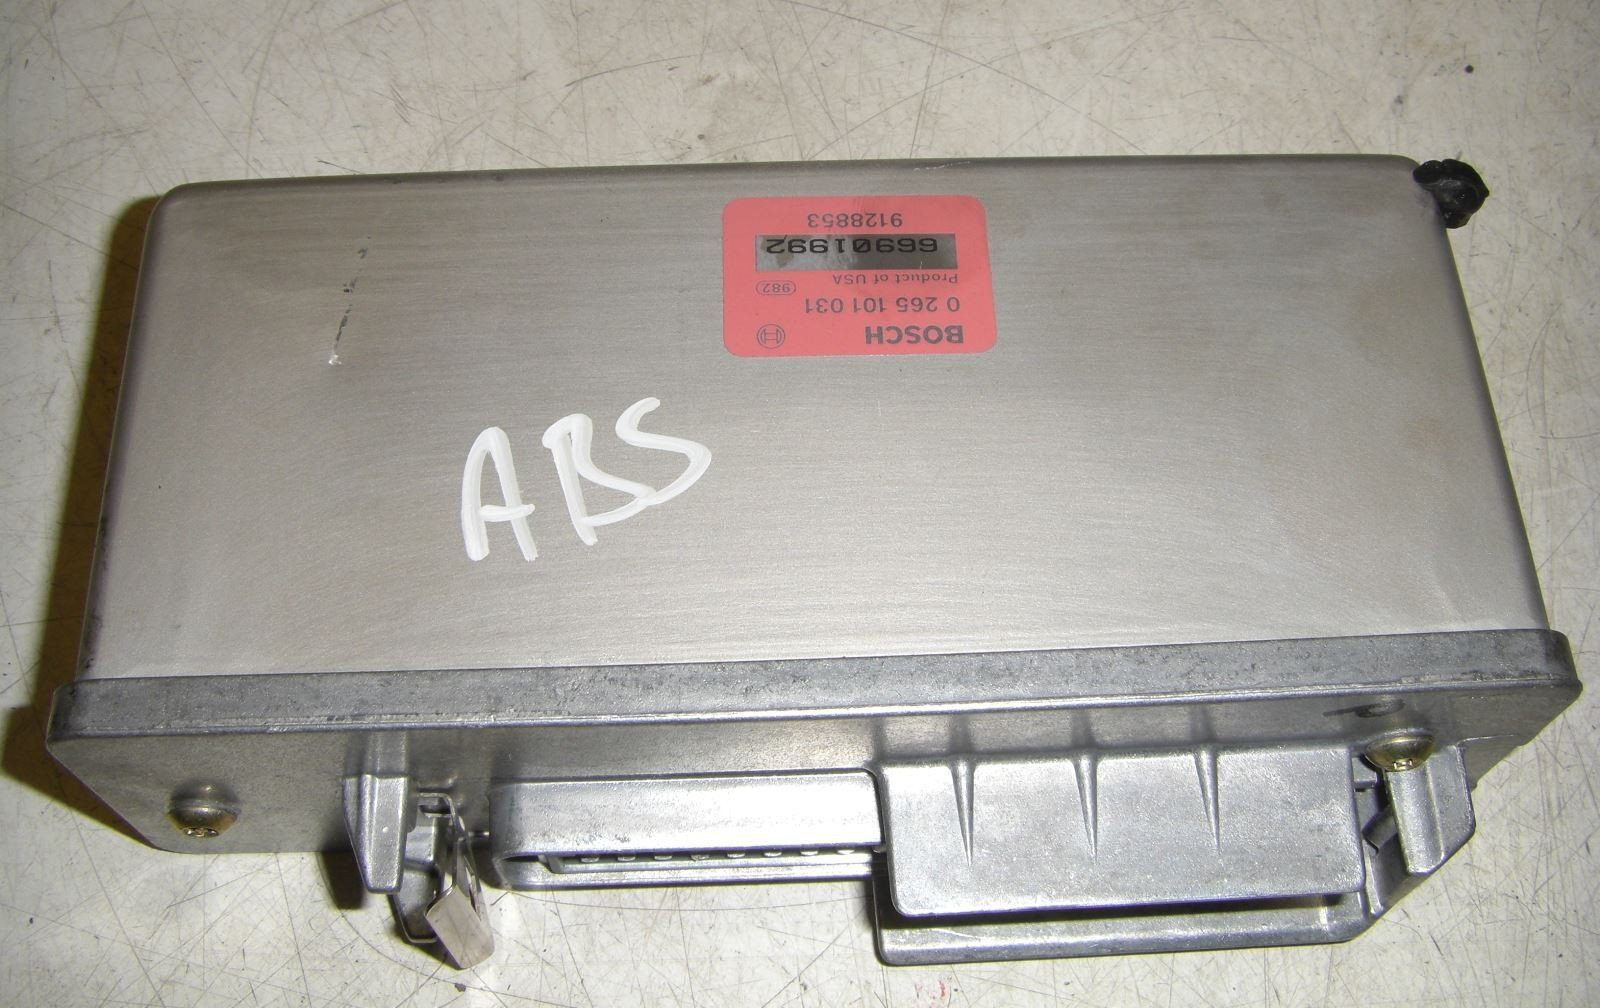 BOSCH
0 265 101 031
982
Product of USA
66901992
9128853
ABS